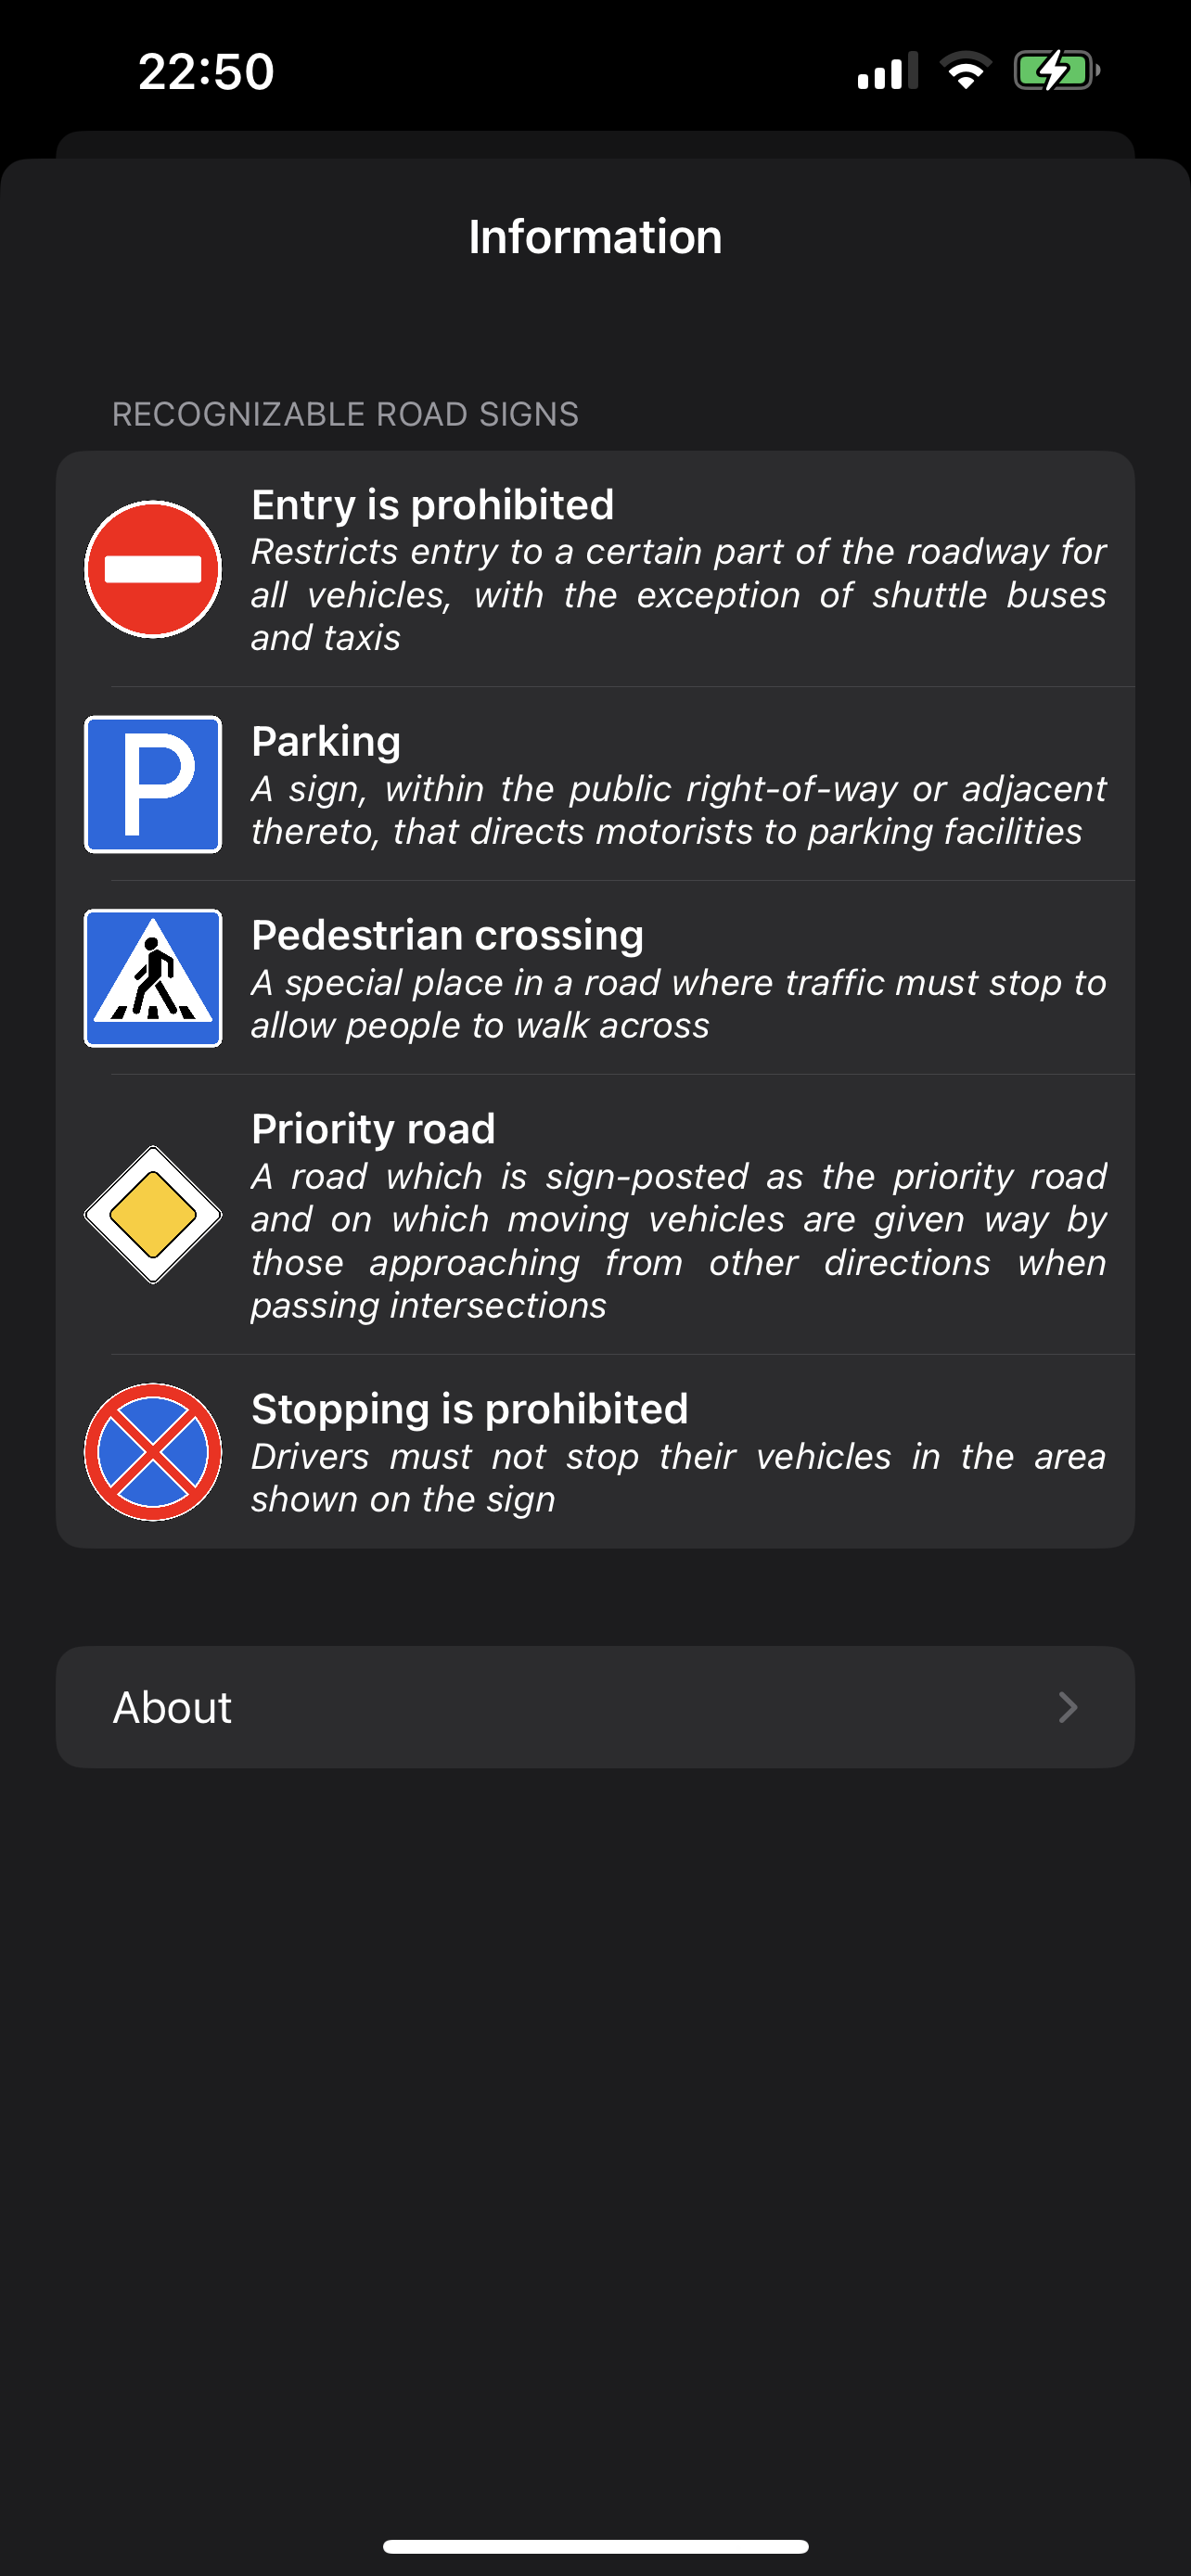 22:50
Information
RECOGNIZABLE ROAD SIGNS
Entry is prohibited
Restricts entry to a certain part of the roadway for
all vehicles, with the exception of shuttle buses
and taxis
P
Parking
A sign, within the public right-of-way or adjacent
thereto, that directs motorists to parking facilities
Pedestrian crossing
A special place in a road where traffic must stop to
allow people to walk across
Priority road
A road which is sign-posted as the priority road
and on which moving vehicles are given way by
those approaching from other directions when
passing intersections
Stopping is prohibited
Drivers must not stop their vehicles in the area
shown on the sign
About